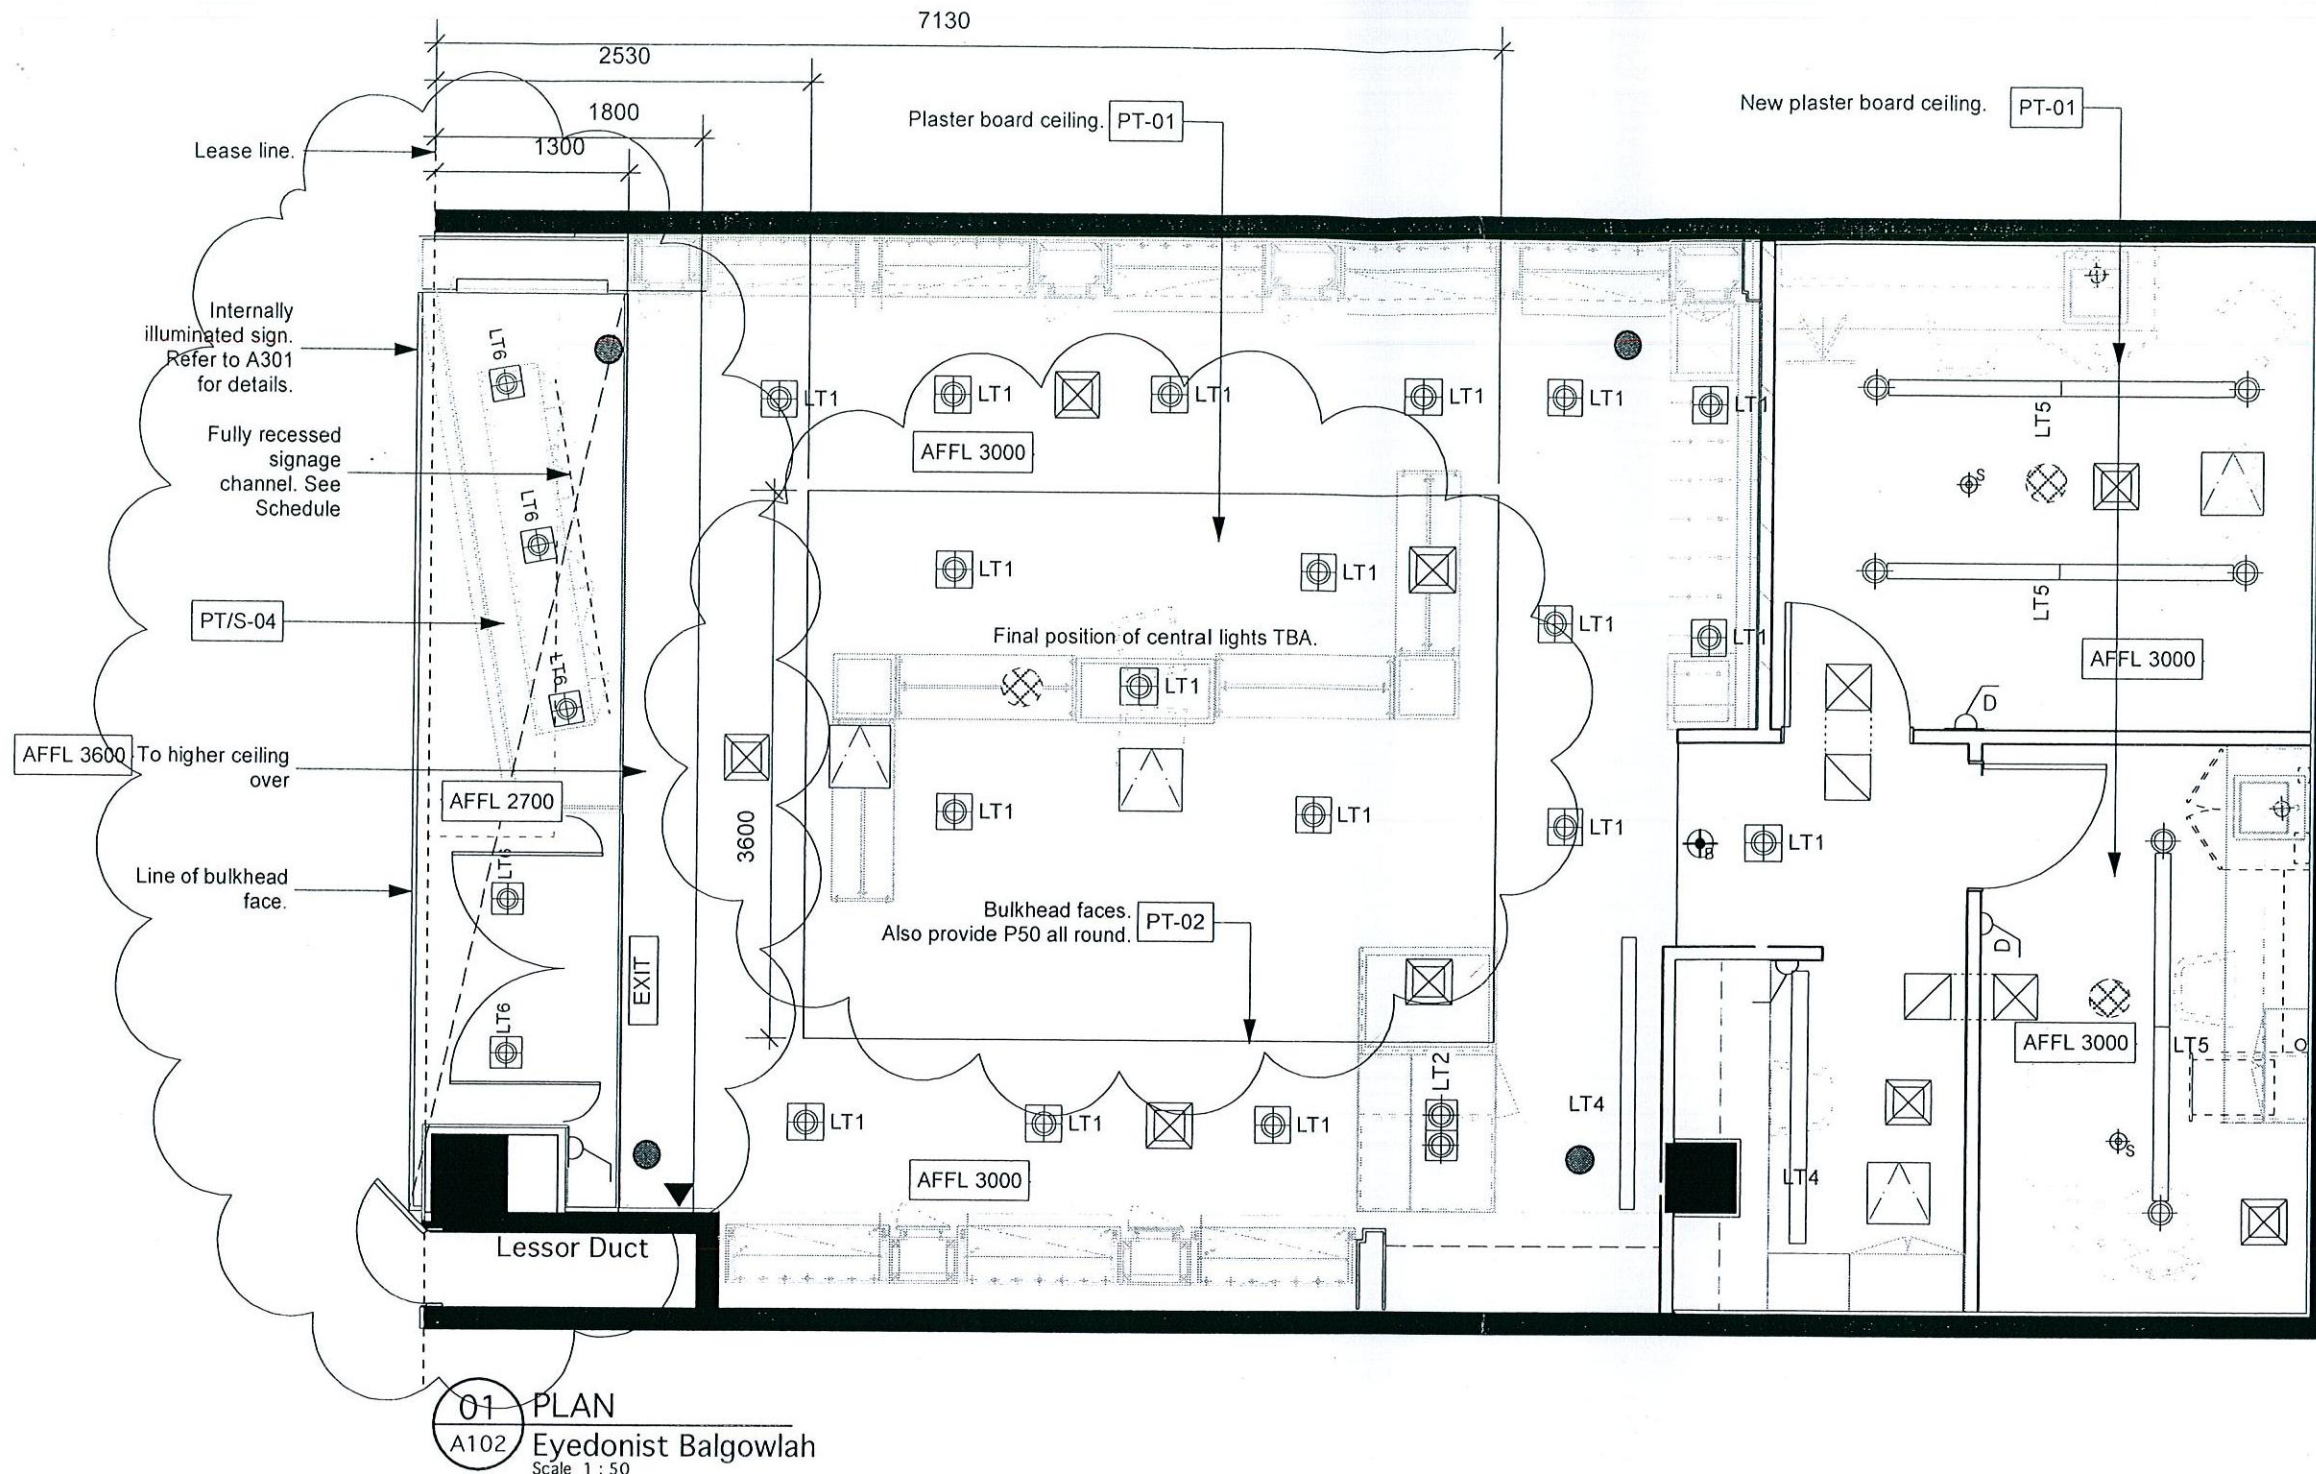 7130
2530
1800
1300
Lease line.
Plaster board ceiling. PT-01
New plaster board ceiling. PT-01
Internally
illuminated sign.
Refer to A301
for details.
Fully recessed
signage
channel. See
Schedule
PT/S-04
AFFL 3600 To higher ceiling
over
AFFL 2700
Line of bulkhead
face.
LT6
LT6
LT6
LT6
LT6
EXIT
LT1
LT1
LT1
LT1
LT1
LT1
AFFL 3000
LT1
LT1
Final position of central lights TBA.
LT1
LT1
LT1
LT1
LT1
LT1
3600
Bulkhead faces.
Also provide P50 all round. PT-02
LT1
LT1
LT1
LT2
AFFL 3000
LT4
LT4
LT1
B
LT5
S
LT5
AFFL 3000
D
D
AFFL 3000
LT5
S
Lessor Duct
01 PLAN
A102 Eyedonist Balgowlah
Scale 1 : 50